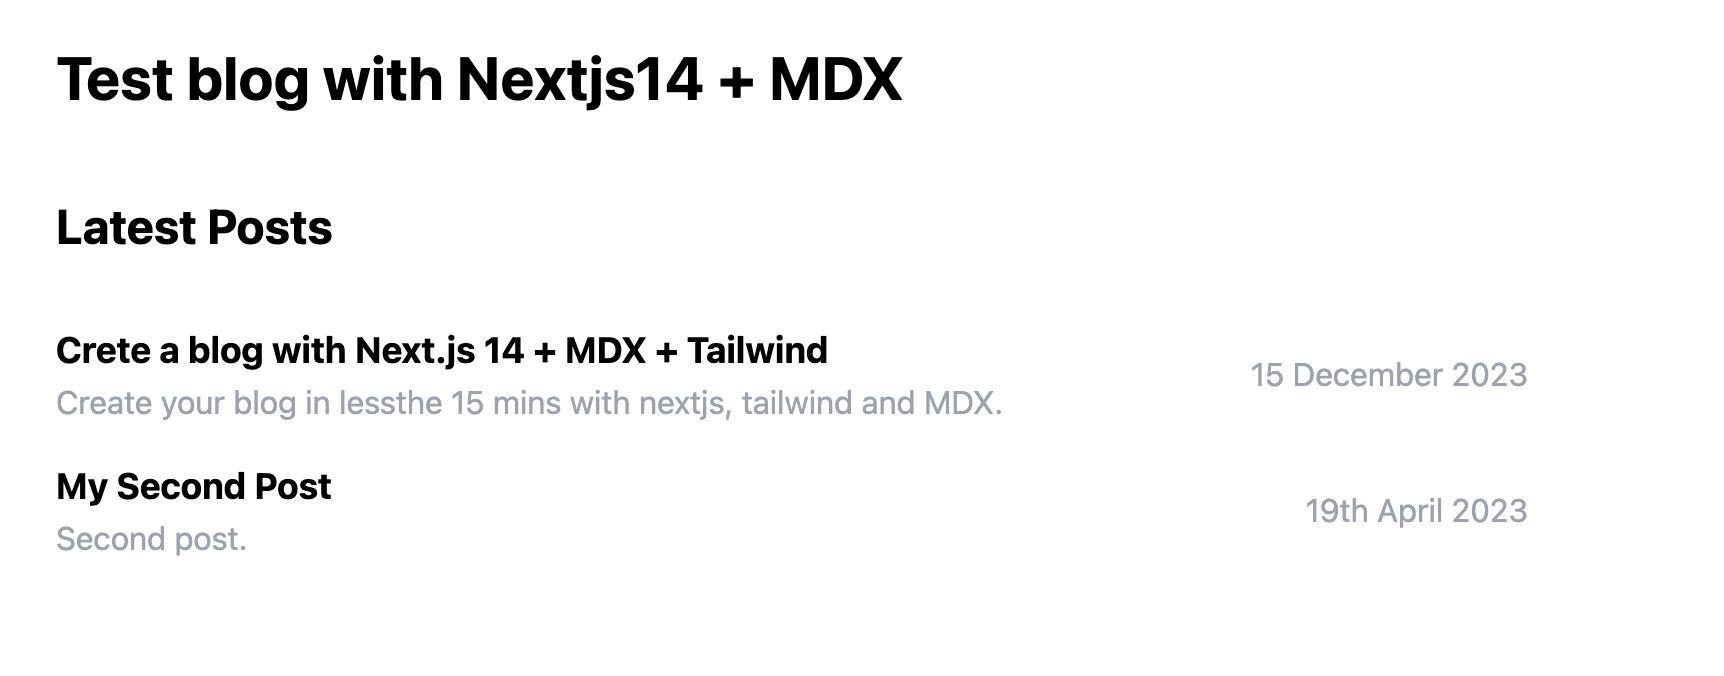 Test blog with Nextjs14 + MDX
Latest Posts
Crete a blog with Next.js 14 + MDX + Tailwind
15 December 2023
Create your blog in lessthe 15 mins with nextjs, tailwind and MDX.
My Second Post
19th April 2023
Second post.